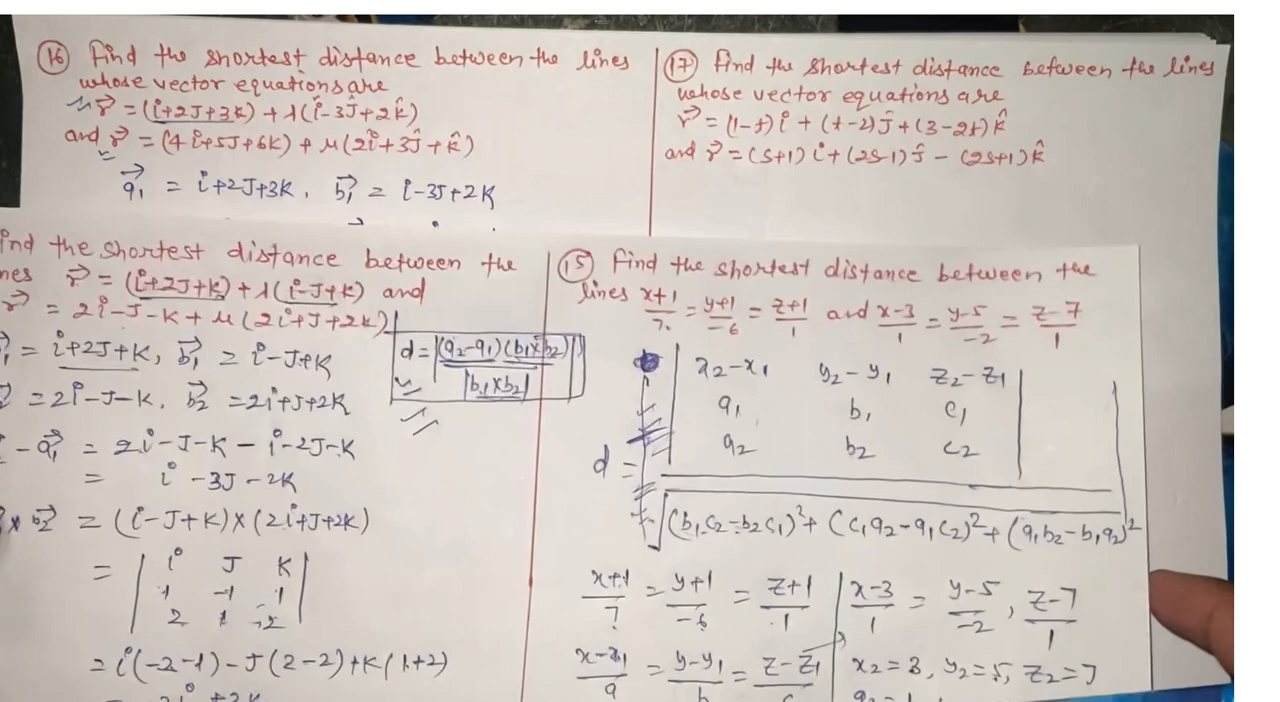 (16) Find the shortest distance between the lines
whose vector equations are
r⃗ = (i+2J+3k) + λ(î-3Ĵ+2k̂)
and r⃗ = (4i+5J+6k) + μ(2î+3Ĵ+k̂)
a₁⃗ = i+2J+3K, b₁⃗ = i-3J+2K
(17) Find the shortest distance between the lines
whose vector equations are
r⃗ = (1-t)î + (t-2)Ĵ + (3-2t)k̂
and r⃗ = (s+1)î + (2s-1)Ĵ - (2s+1)k̂
ind the shortest distance between the
nes r⃗ = (i+2J+k) + λ(i-J+k) and
r⃗ = 2i-J-K + μ(2i+J+2k)
= i+2J+K, b₁⃗ = i-J+K
= 2i-J-K. b₂⃗ = 2i+J+2K
- a₁⃗ = 2i-J-K - i-2J-K
= i-3J-2K
× b₂⃗ = (i-J+K)×(2i+J+2K)
= | i J K |
1 -1 1
2 1 2
= i(-2-1) - J(2-2) + K(1+2)
d = |(a₂-a₁)(b₁×b₂)|
|b₁×b₂|
(15) Find the shortest distance between the
lines x+1/7 = y+1/-6 = z+1/1 and x-3/1 = y-5/-2 = z-7/1
x₂-x₁ y₂-y₁ z₂-z₁
a₁ b₁ c₁
a₂ b₂ c₂
d =
√(b₁c₂-b₂c₁)²+(c₁a₂-a₁c₂)²+(a₁b₂-b₁a₂)²
x+1/7 = y+1/-6 = z+1/1
x-x₁/a = y-y₁/b = z-z₁/c
x-3/1 = y-5/-2, z-7/1
x₂=3, y₂=5, z₂=7